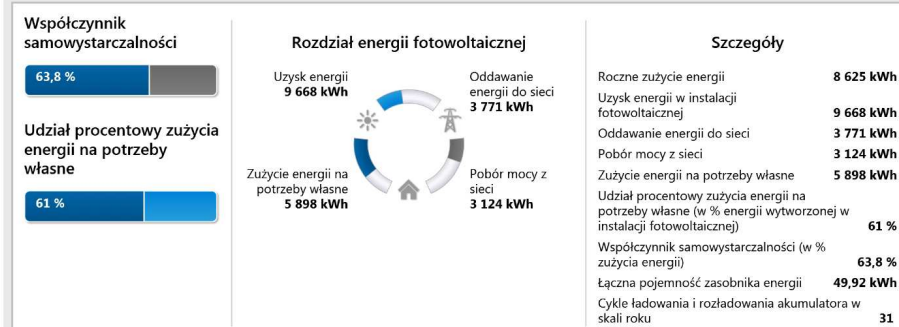 Współczynnik
samowystarczalności
63,8 %
Udział procentowy zużycia
energii na potrzeby
własne
61 %
Rozdział energii fotowoltaicznej
Uzysk energii
9 668 kWh
Oddawanie
energii do sieci
3 771 kWh
Zużycie energii na
potrzeby własne
5 898 kWh
Pobór mocy z
sieci
3 124 kWh
Szczegóły
Roczne zużycie energii 8 625 kWh
Uzysk energii w instalacji
fotowoltaicznej 9 668 kWh
Oddawanie energii do sieci 3 771 kWh
Pobór mocy z sieci 3 124 kWh
Zużycie energii na potrzeby własne 5 898 kWh
Udział procentowy zużycia energii na
potrzeby własne (w % energii wytworzonej w
instalacji fotowoltaicznej) 61 %
Współczynnik samowystarczalności (w %
zużycia energii) 63,8 %
Łączna pojemność zasobnika energii 49,92 kWh
Cykle ładowania i rozładowania akumulatora w
skali roku 31